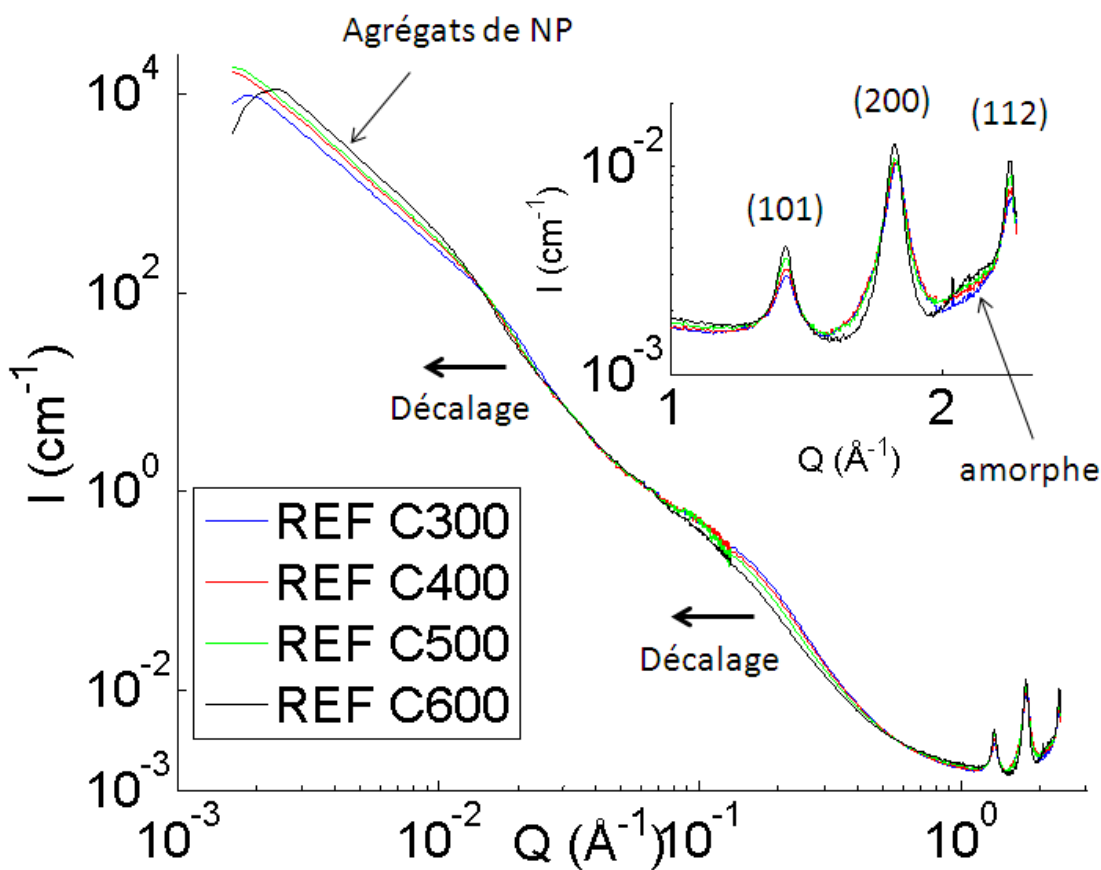 Agrégats de NP
10^4
10^2
10^0
10^-2
10^-3
I (cm^-1)
Décalage
Décalage
REF C300
REF C400
REF C500
REF C600
10^-3
10^-2
10^-1
10^0
Q (Å^-1)
(101)
(200)
(112)
10^-2
10^-3
I (cm^-1)
1
2
Q (Å^-1)
amorphe